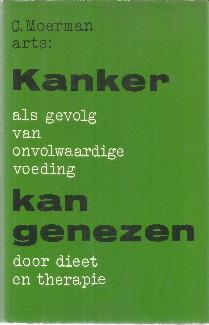 C. Moerman
arts:
Kanker
als gevolg
van
onvolwaardige
voeding
kan
genezen
door dieet
en therapie